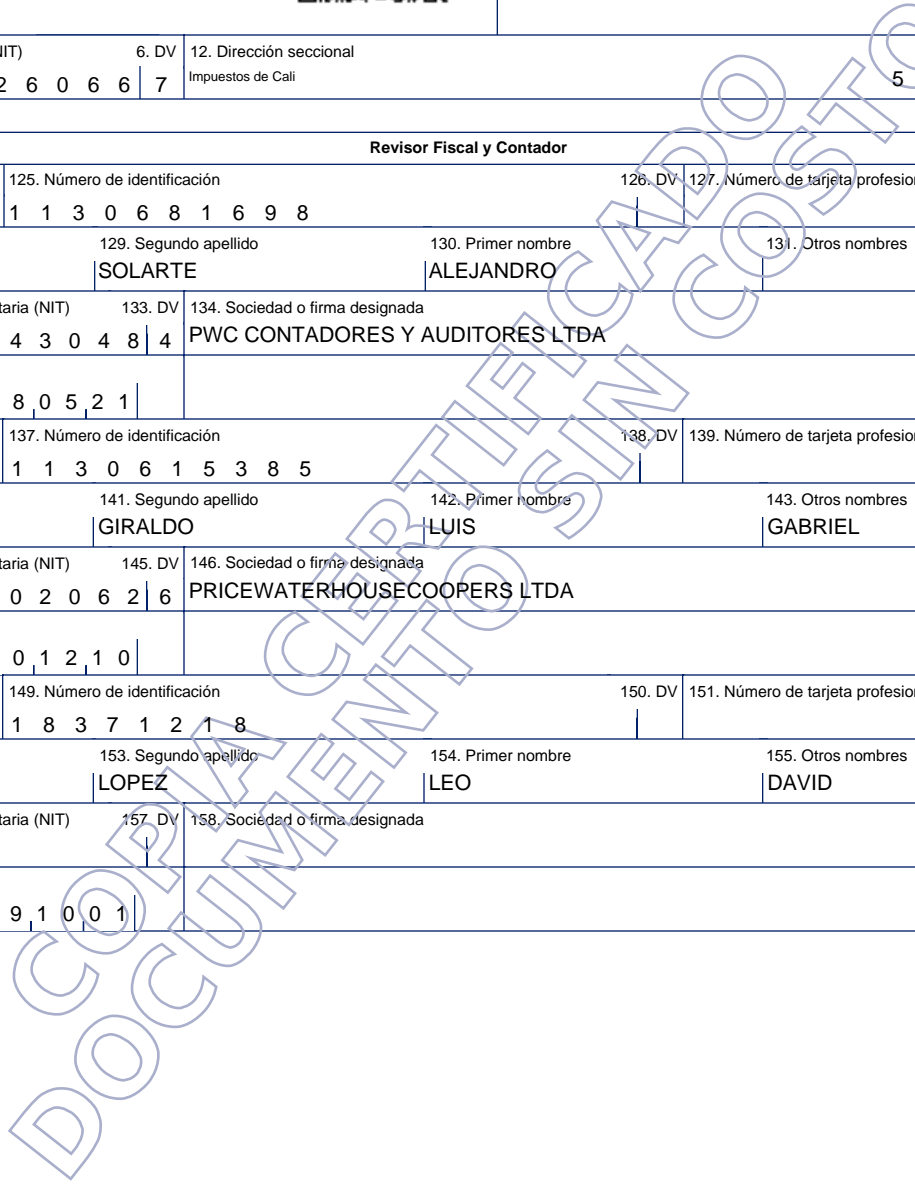 NIT) 6. DV 12. Dirección seccional
2 6 0 6 6 7 Impuestos de Cali 5
Revisor Fiscal y Contador
125. Número de identificación 126. DV 127. Número de tarjeta profesion
1 1 3 0 6 8 1 6 9 8
129. Segundo apellido 130. Primer nombre 131. Otros nombres
SOLARTE ALEJANDRO
taria (NIT) 133. DV 134. Sociedad o firma designada
4 3 0 4 8 4 PWC CONTADORES Y AUDITORES LTDA
8 0 5 2 1
137. Número de identificación 138. DV 139. Número de tarjeta profesion
1 1 3 0 6 1 5 3 8 5
141. Segundo apellido 142. Primer nombre 143. Otros nombres
GIRALDO LUIS GABRIEL
taria (NIT) 145. DV 146. Sociedad o firma designada
0 2 0 6 2 6 PRICEWATERHOUSECOOPERS LTDA
0 1 2 1 0
149. Número de identificación 150. DV 151. Número de tarjeta profesion
1 8 3 7 1 2 1 8
153. Segundo apellido 154. Primer nombre 155. Otros nombres
LOPEZ LEO DAVID
taria (NIT) 157. DV 158. Sociedad o firma designada
9 1 0 0 1
COPIA CERTIFICADO
DOCUMENTO SIN COSTO